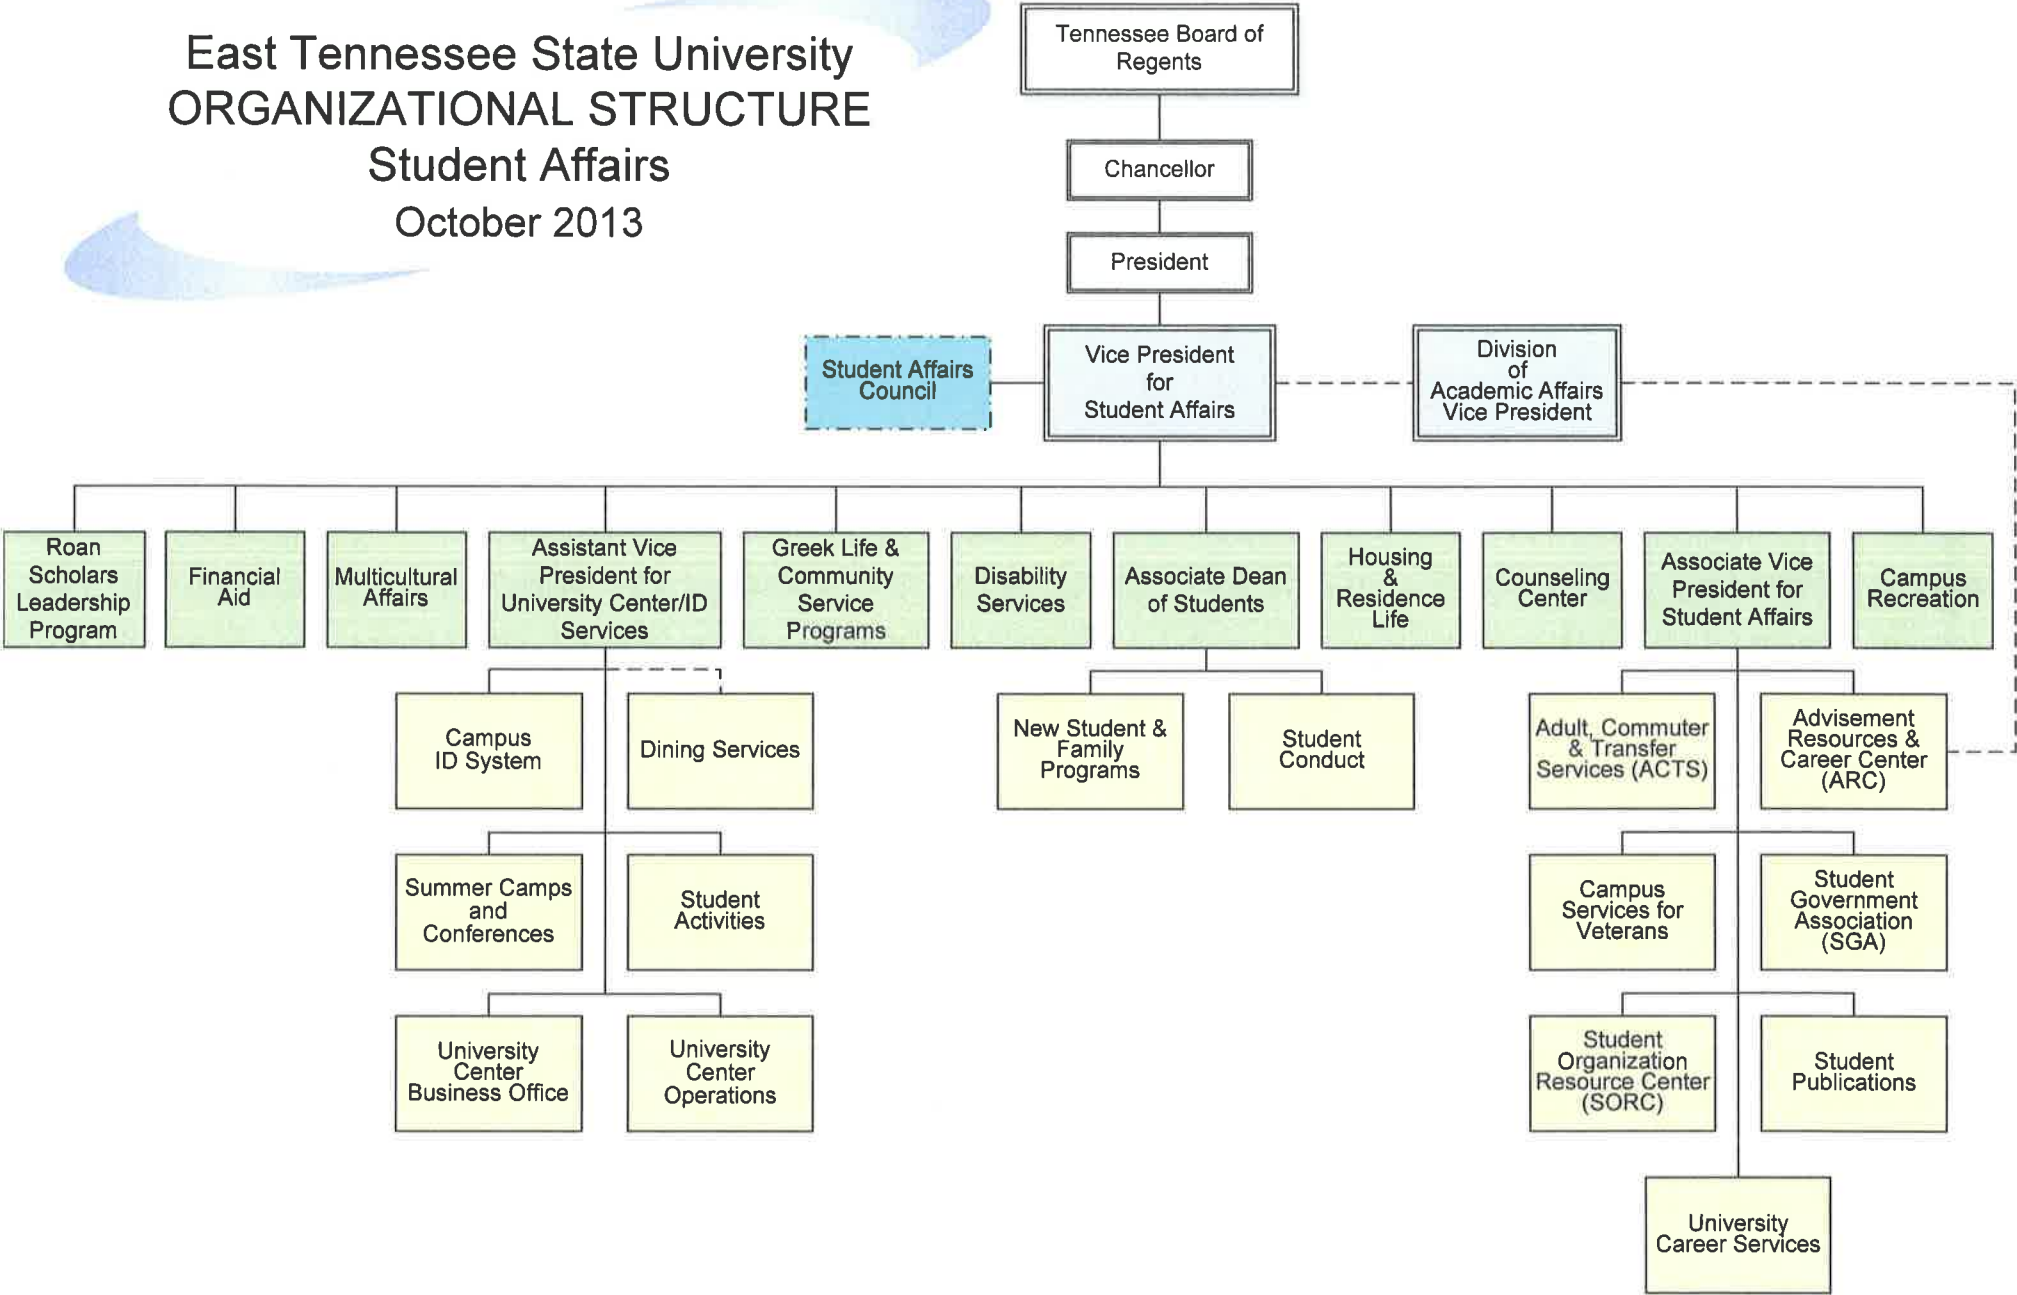 East Tennessee State University
ORGANIZATIONAL STRUCTURE
Student Affairs
October 2013
Tennessee Board of
Regents
Chancellor
President
Student Affairs
Council
Vice President
for
Student Affairs
Division
of
Academic Affairs
Vice President
Roan
Scholars
Leadership
Program
Financial
Aid
Multicultural
Affairs
Assistant Vice
President for
University Center/ID
Services
Greek Life &
Community
Service
Programs
Disability
Services
Associate Dean
of Students
Housing
&
Residence
Life
Counseling
Center
Associate Vice
President for
Student Affairs
Campus
Recreation
Campus
ID System
Dining Services
New Student &
Family
Programs
Student
Conduct
Adult, Commuter
& Transfer
Services (ACTS)
Advisement
Resources &
Career Center
(ARC)
Summer Camps
and
Conferences
Student
Activities
Campus
Services for
Veterans
Student
Government
Association
(SGA)
University
Center
Business Office
University
Center
Operations
Student
Organization
Resource Center
(SORC)
Student
Publications
University
Career Services